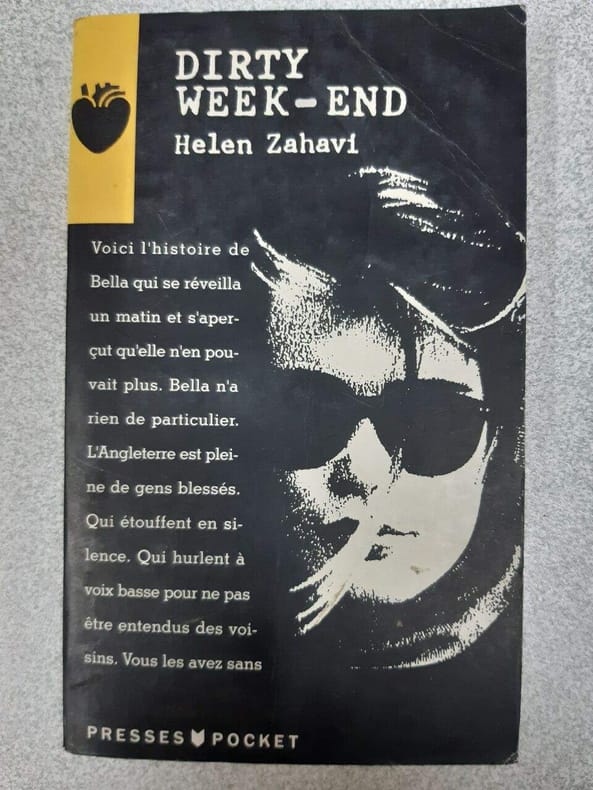 DIRTY
WEEK-END
Helen Zahavi
Voici l'histoire de
Bella qui se réveilla
un matin et s'aper-
çut qu'elle n'en pou-
vait plus. Bella n'a
rien de particulier.
L'Angleterre est plei-
ne de gens blessés.
Qui étouffent en si-
lence. Qui hurlent à
voix basse pour ne pas
être entendus des voi-
sins. Vous les avez sans
PRESSES POCKET